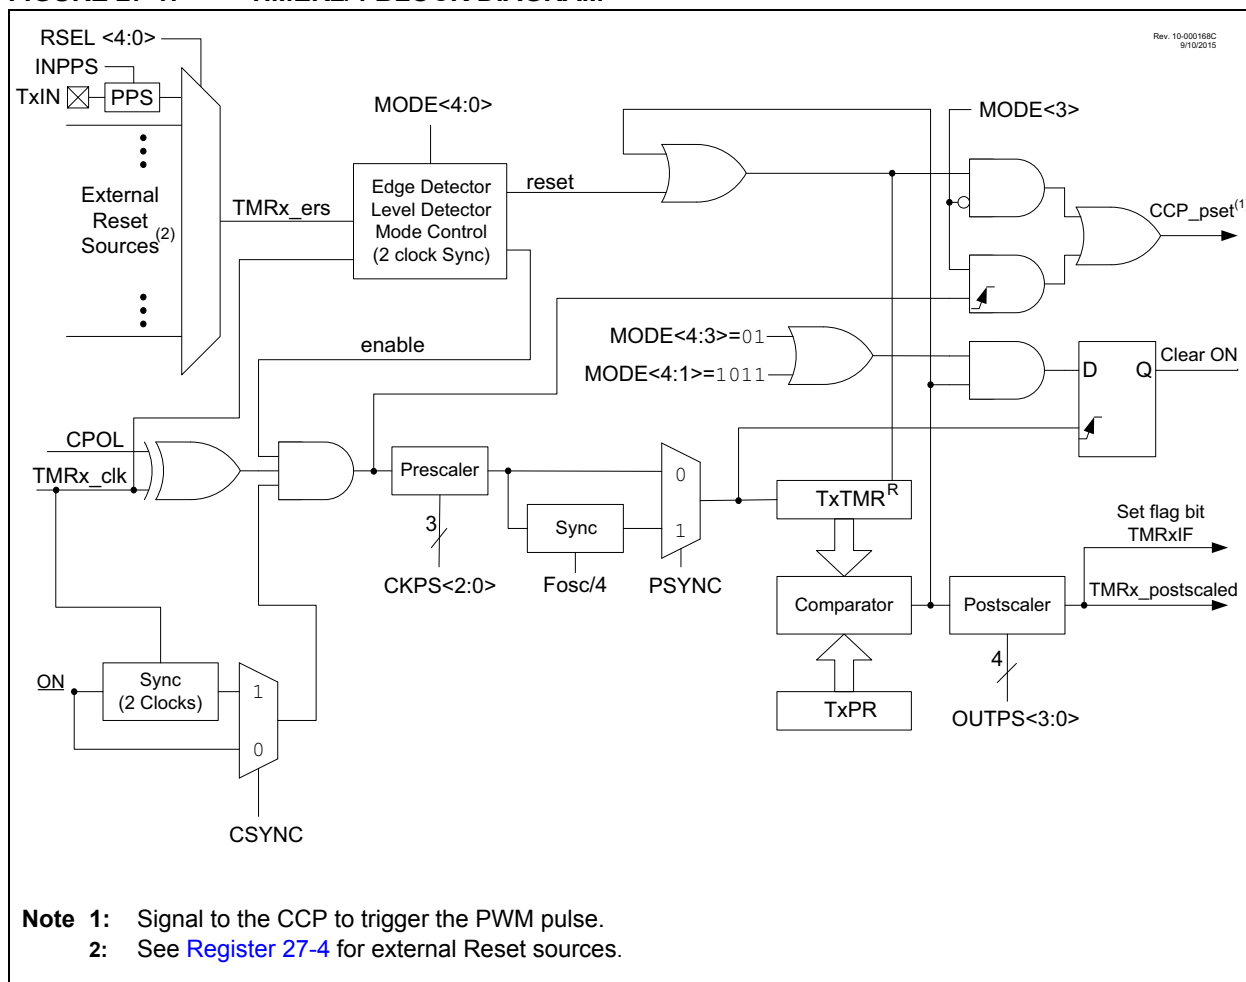 RSEL <4:0>
INPPS
TxIN
PPS
Rev. 10-000168C
9/10/2015
MODE<4:0>
MODE<3>
External
Reset
Sources(2)
TMRx_ers
Edge Detector
Level Detector
Mode Control
(2 clock Sync)
reset
CCP_pset(1
enable
MODE<4:3>=01
MODE<4:1>=1011
D
Q
Clear ON
CPOL
TMRx_clk
Prescaler
3
CKPS<2:0>
Sync
Fosc/4
0
1
PSYNC
TxTMR
R
Comparator
TxPR
Postscaler
4
OUTPS<3:0>
Set flag bit
TMRxIF
TMRx_postscaled
ON
Sync
(2 Clocks)
1
0
CSYNC
Note 1: Signal to the CCP to trigger the PWM pulse.
2: See Register 27-4 for external Reset sources.